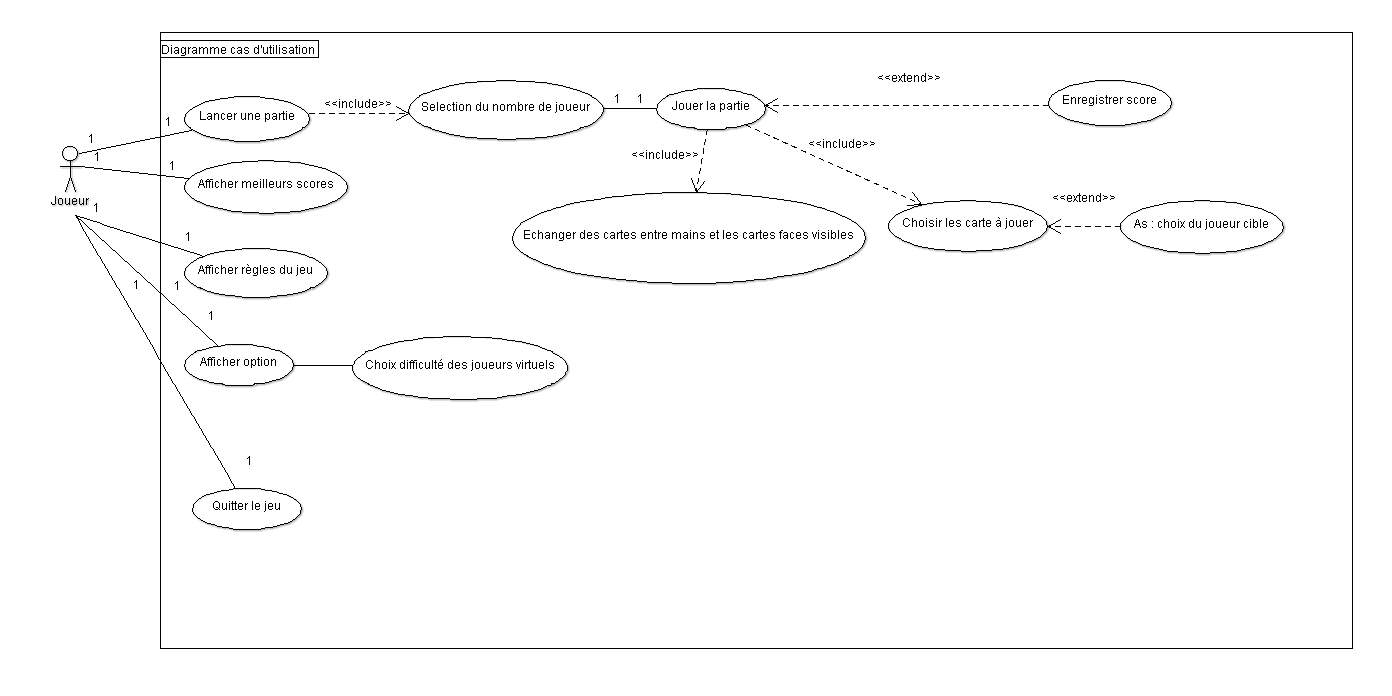 Diagramme cas d'utilisation
<<extend>>
<<include>>
Selection du nombre de joueur
1
1
Jouer la partie
Enregistrer score
Lancer une partie
1
1
1
<<include>>
<<include>>
1
Afficher meilleurs scores
Joueur
1
<<extend>>
Choisir les carte à jouer
As : choix du joueur cible
1
Echanger des cartes entre mains et les cartes faces visibles
Afficher règles du jeu
1
1
1
Afficher option
Choix difficulté des joueurs virtuels
1
Quitter le jeu